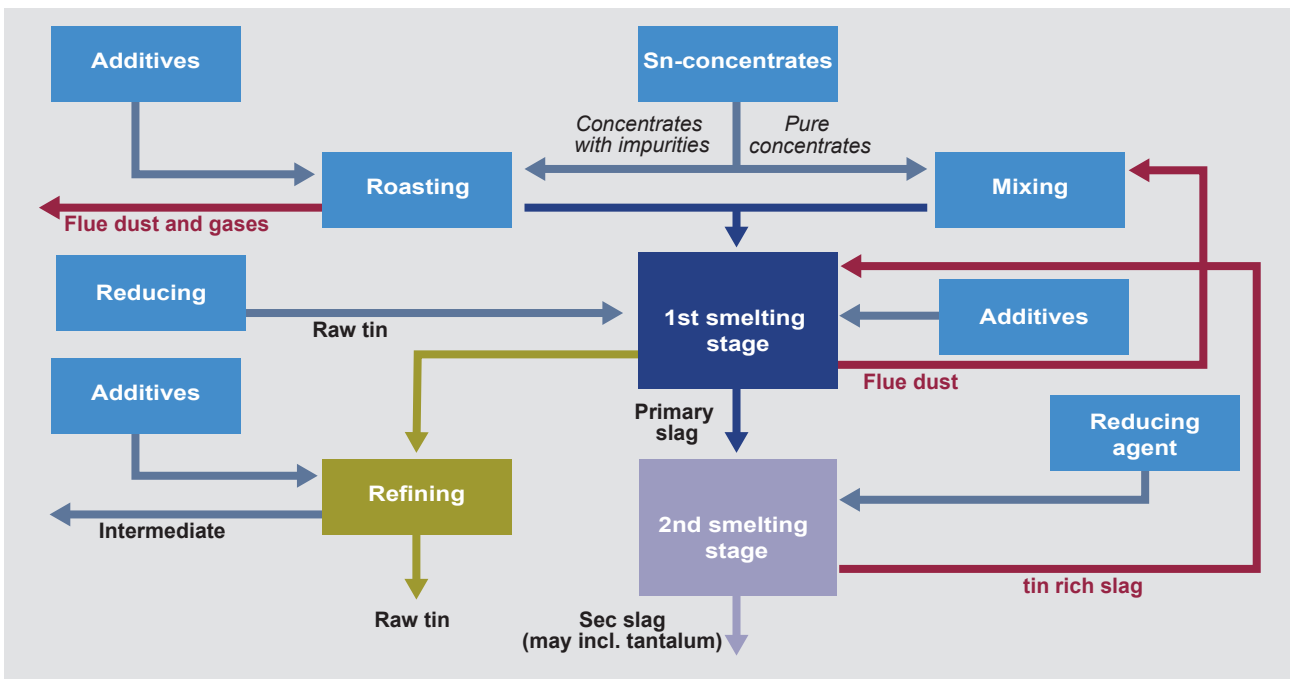 Additives
Sn-concentrates
Concentrates
with impurities
Pure
concentrates
Roasting
Mixing
Flue dust and gases
Reducing
Raw tin
1st smelting
stage
Additives
Flue dust
Additives
Primary
slag
Reducing
agent
Refining
Intermediate
2nd smelting
stage
tin rich slag
Raw tin
Sec slag
(may incl. tantalum)